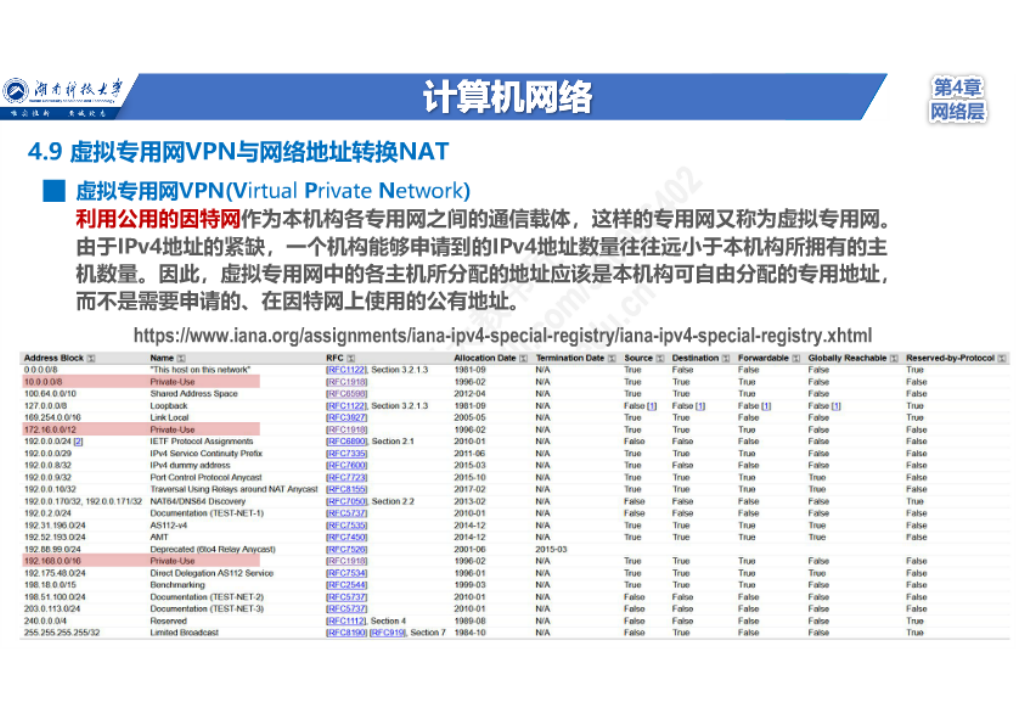 湖南科技大学
计算机网络
第4章
网络层
4.9 虚拟专用网VPN与网络地址转换NAT
虚拟专用网VPN(Virtual Private Network)
利用公用的因特网作为本机构各专用网之间的通信载体，这样的专用网又称为虚拟专用网。
由于IPv4地址的紧缺，一个机构能够申请到的IPv4地址数量往往远小于本机构所拥有的主
机数量。因此，虚拟专用网中的各主机所分配的地址应该是本机构可自由分配的专用地址，
而不是需要申请的、在因特网上使用的公有地址。
https://www.iana.org/assignments/iana-ipv4-special-registry/iana-ipv4-special-registry.xhtml
Address Block Name RFC Allocation Date Termination Date Source Destination Forwardable Globally Reachable Reserved-by-Protocol
0.0.0.0/8 "This host on this network" [RFC1122], Section 3.2.1.3 1981-09 N/A True False False False True
10.0.0.0/8 Private-Use [RFC1918] 1996-02 N/A True True True False False
100.64.0.0/10 Shared Address Space [RFC6598] 2012-04 N/A True True True False False
127.0.0.0/8 Loopback [RFC1122], Section 3.2.1.3 1981-09 N/A False [1] False [1] False [1] False [1] True
169.254.0.0/16 Link Local [RFC3927] 2005-05 N/A True True False False True
172.16.0.0/12 Private-Use [RFC1918] 1996-02 N/A True True True False False
192.0.0.0/24 [2] IETF Protocol Assignments [RFC6890], Section 2.1 2010-01 N/A False False False False False
192.0.0.0/29 IPv4 Service Continuity Prefix [RFC7335] 2011-06 N/A True True True False False
192.0.0.8/32 IPv4 dummy address [RFC7600] 2015-03 N/A True False False False False
192.0.0.9/32 Port Control Protocol Anycast [RFC7723] 2015-10 N/A True True True True False
192.0.0.10/32 Traversal Using Relays around NAT Anycast [RFC8155] 2017-02 N/A True True True True False
192.0.0.170/32, 192.0.0.171/32 NAT64/DNS64 Discovery [RFC7050], Section 2.2 2013-02 N/A False False False False True
192.0.2.0/24 Documentation (TEST-NET-1) [RFC5737] 2010-01 N/A False False False False False
192.31.196.0/24 AS112-v4 [RFC7535] 2014-12 N/A True True True True False
192.52.193.0/24 AMT [RFC7450] 2014-12 N/A True True True True False
192.88.99.0/24 Deprecated (6to4 Relay Anycast) [RFC7526] 2001-06 2015-03
192.168.0.0/16 Private-Use [RFC1918] 1996-02 N/A True True True False False
192.175.48.0/24 Direct Delegation AS112 Service [RFC7534] 1996-01 N/A True True True True False
198.18.0.0/15 Benchmarking [RFC2544] 1999-03 N/A True True True False False
198.51.100.0/24 Documentation (TEST-NET-2) [RFC5737] 2010-01 N/A False False False False False
203.0.113.0/24 Documentation (TEST-NET-3) [RFC5737] 2010-01 N/A False False False False False
240.0.0.0/4 Reserved [RFC1112], Section 4 1989-08 N/A False False False False True
255.255.255.255/32 Limited Broadcast [RFC8190] [RFC919], Section 7 1984-10 N/A False True False False True